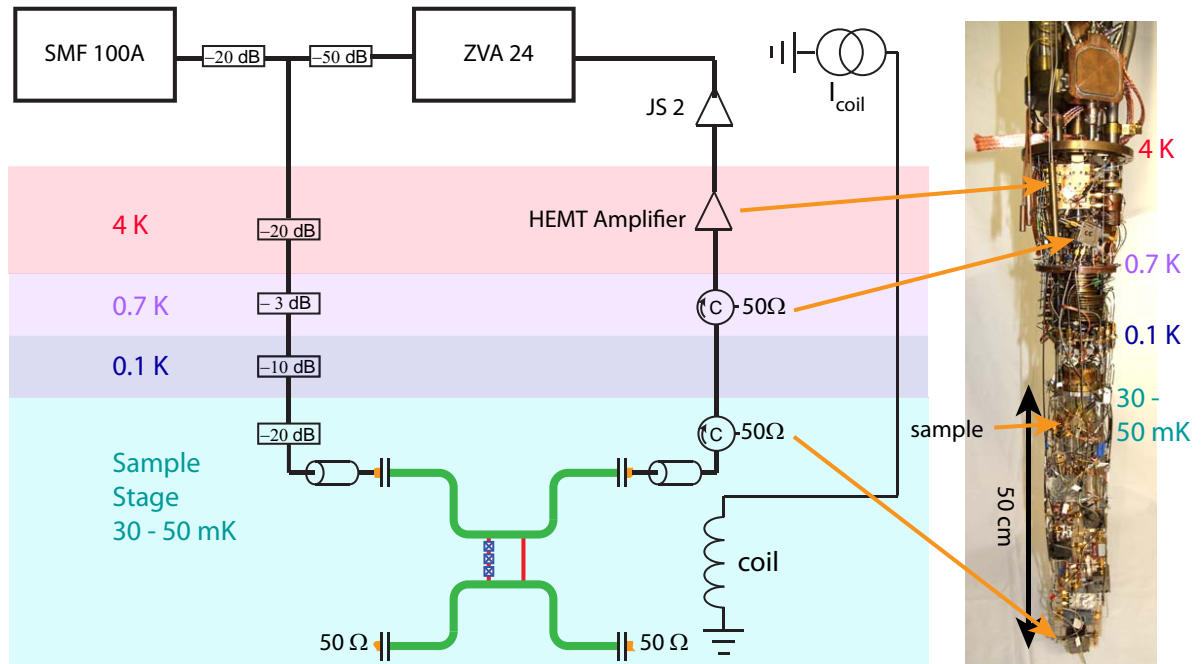 SMF 100A
−20 dB
−50 dB
ZVA 24
I coil
JS 2
4 K
−20 dB
HEMT Amplifier
4 K
0.7 K
− 3 dB
C
50Ω
0.7 K
0.1 K
−10 dB
0.1 K
−20 dB
C
50Ω
sample
30 -
50 mK
Sample
Stage
30 - 50 mK
50 cm
coil
50 Ω
50 Ω